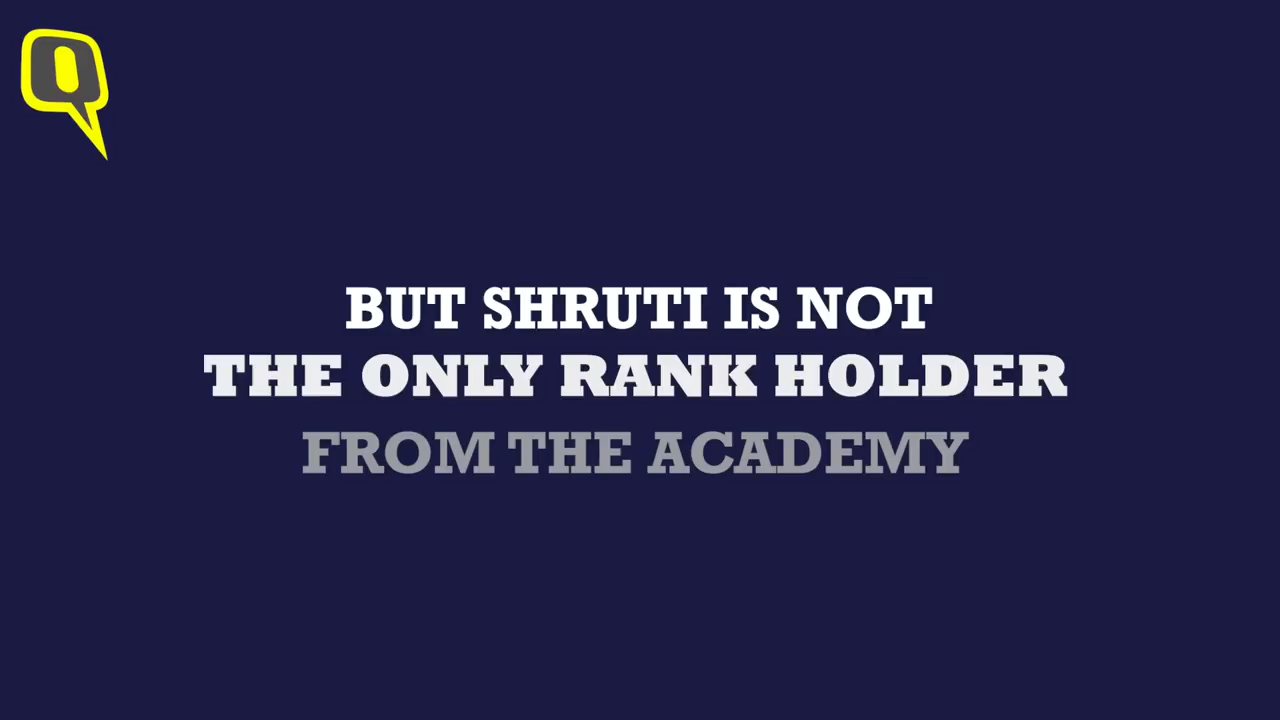 BUT SHRUTI IS NOT
THE ONLY RANK HOLDER
FROM THE ACADEMY